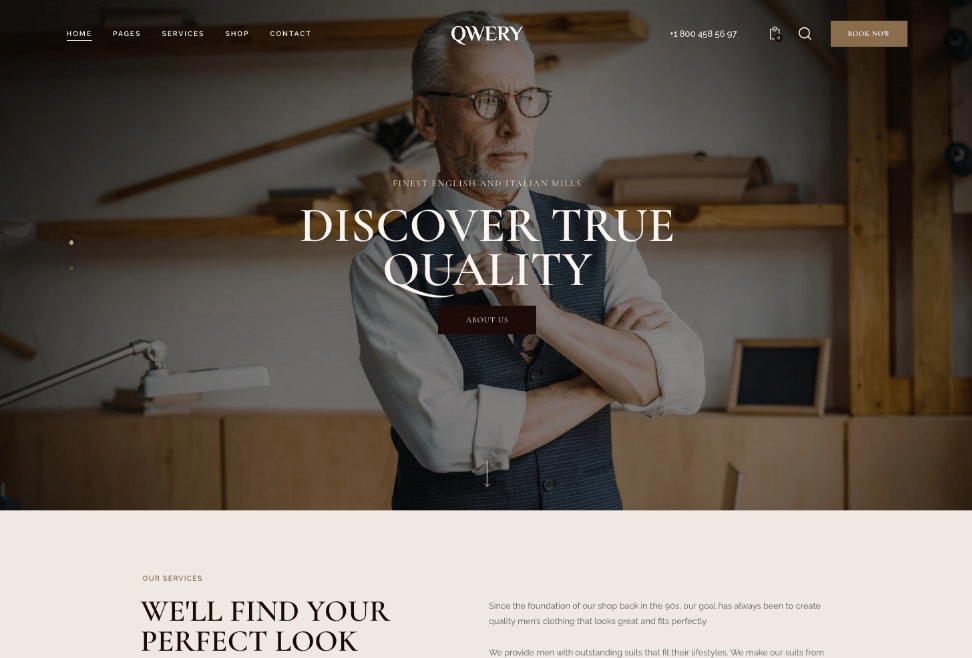 HOME PAGES SERVICES SHOP CONTACT QWERY +1 800 458 56 97 0 BOOK NOW
FINEST ENGLISH AND ITALIAN MILLS
DISCOVER TRUE
QUALITY
ABOUT US
OUR SERVICES
WE'LL FIND YOUR
PERFECT LOOK
Since the foundation of our shop back in the 90s, our goal has always been to create
quality men's clothing that looks great and fits perfectly
We provide men with outstanding suits that fit their lifestyles. We make our suits from